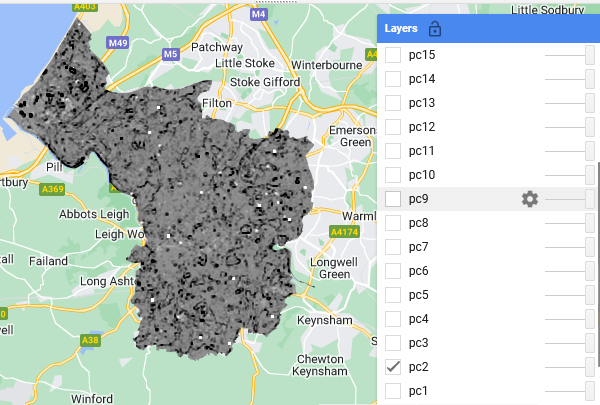 A403
M4
Little Sodbury
M49
M5
Patchway
Little Stoke
Winterbourne
Stoke Gifford
Filton
Emersons
Green
Pill
rtbury
A369
Abbots Leigh
Leigh Wo
Warml
A4174
Failand
Longwell
Green
Long Ashto
Keynsham
A38
Chewton
Keynsham
Winford
Layers
pc15
pc14
pc13
pc12
pc11
pc10
pc9
pc8
pc7
pc6
pc5
pc4
pc3
pc2
pc1